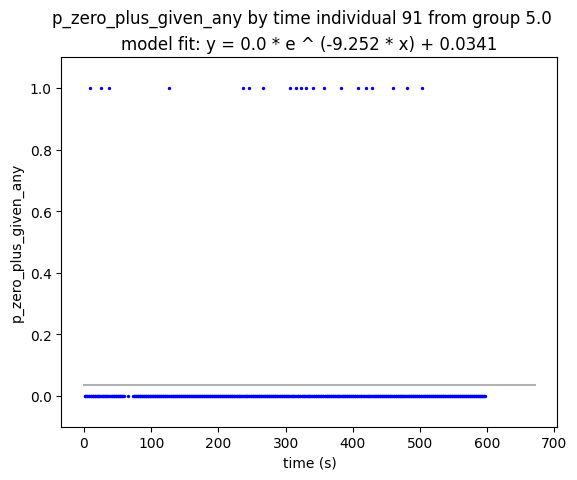 p_zero_plus_given_any by time individual 91 from group 5.0
model fit: y = 0.0 * e ^ (-9.252 * x) + 0.0341
1.0
0.8
0.6
0.4
0.2
0.0
p_zero_plus_given_any
0 100 200 300 400 500 600 700
time (s)